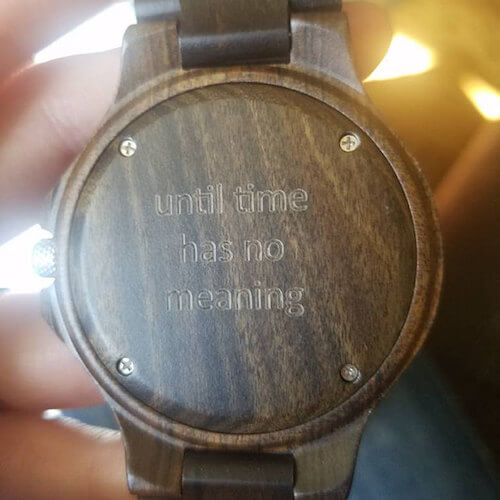 until time
has no
meaning